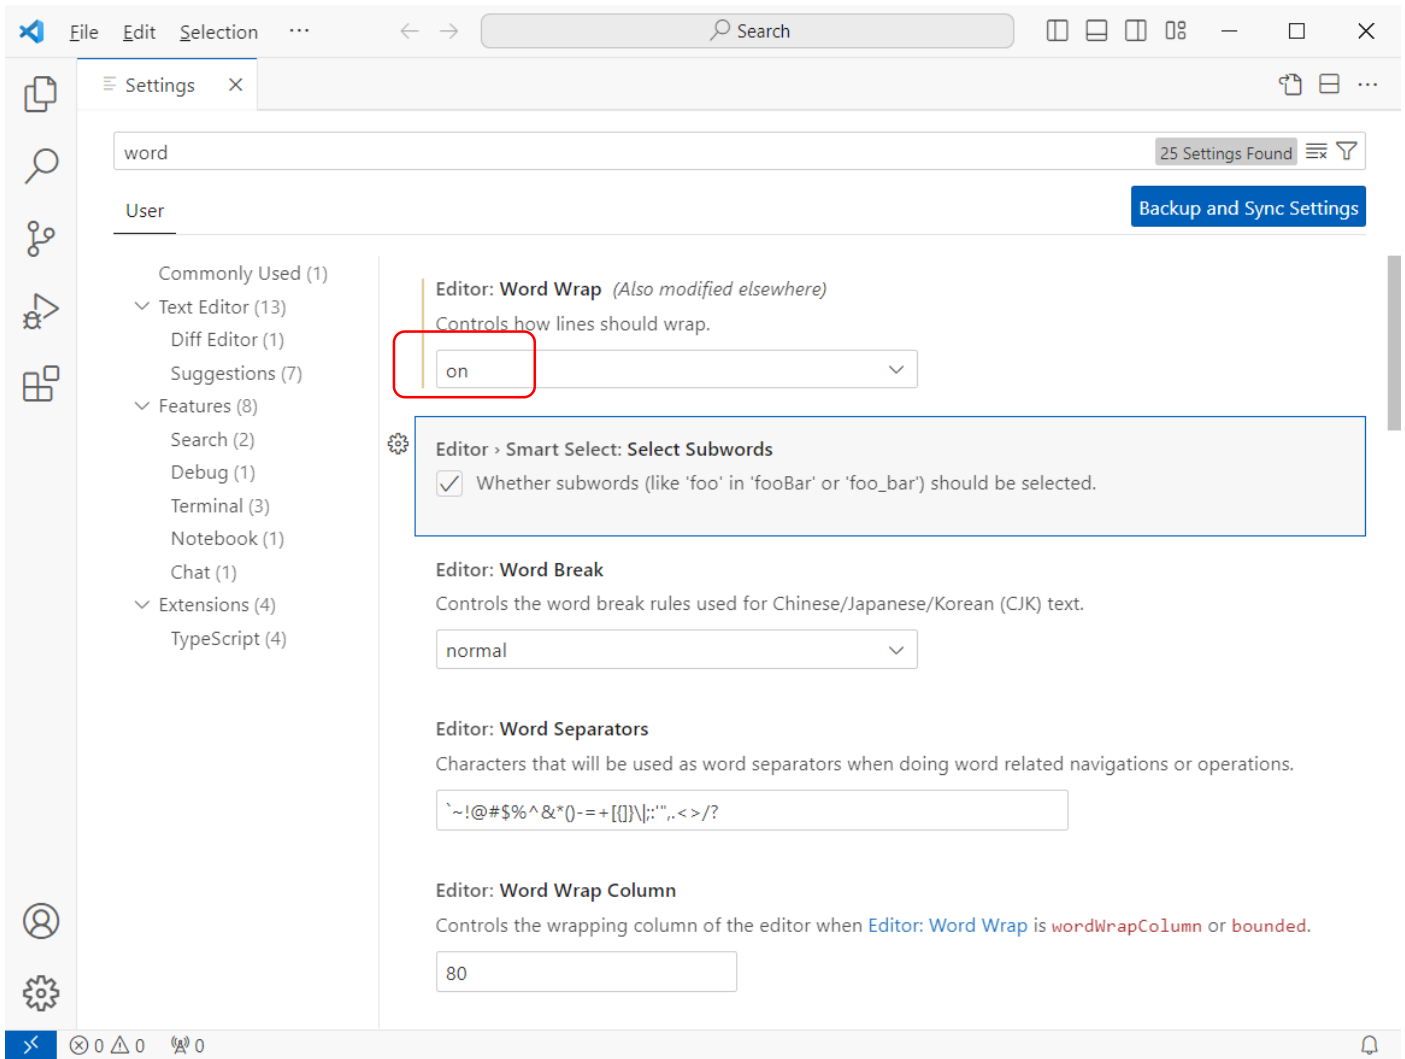 File Edit Selection ··· Search
Settings
word 25 Settings Found
User Backup and Sync Settings
Commonly Used (1)
Text Editor (13)
Diff Editor (1)
Suggestions (7)
Features (8)
Search (2)
Debug (1)
Terminal (3)
Notebook (1)
Chat (1)
Extensions (4)
TypeScript (4)
Editor: Word Wrap (Also modified elsewhere)
Controls how lines should wrap.
on
Editor › Smart Select: Select Subwords
Whether subwords (like 'foo' in 'fooBar' or 'foo_bar') should be selected.
Editor: Word Break
Controls the word break rules used for Chinese/Japanese/Korean (CJK) text.
normal
Editor: Word Separators
Characters that will be used as word separators when doing word related navigations or operations.
`~!@#$%^&*()-=+[{]}\|;:'",.<>/?
Editor: Word Wrap Column
Controls the wrapping column of the editor when Editor: Word Wrap is wordWrapColumn or bounded.
80
0 0 0